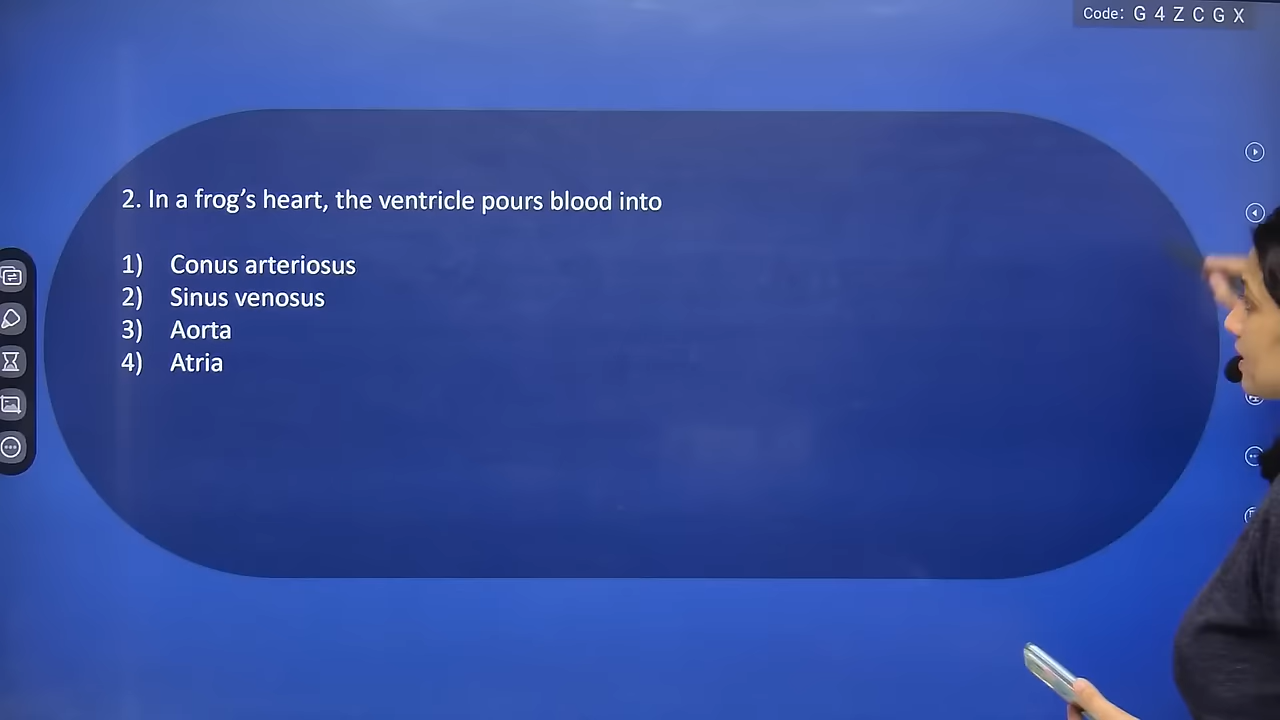 Code: G 4 Z C G X
2. In a frog’s heart, the ventricle pours blood into
1) Conus arteriosus
2) Sinus venosus
3) Aorta
4) Atria